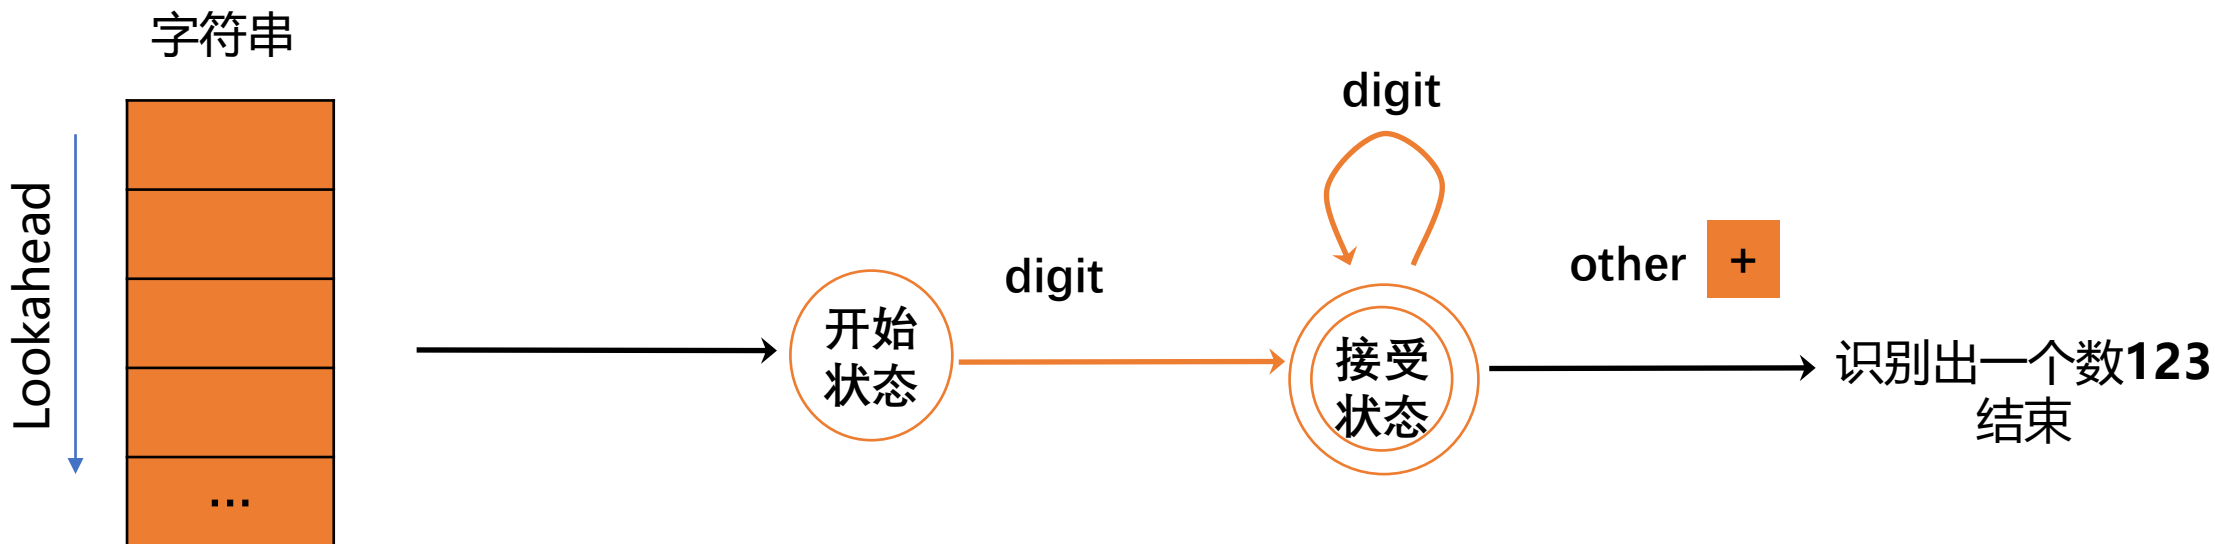 字符串
Lookahead
…
开始
状态
digit
digit
接受
状态
other +
识别出一个数123
结束